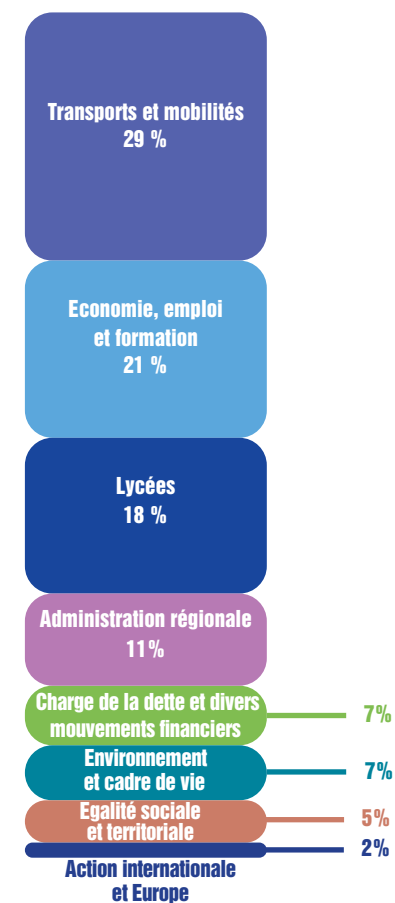 Transports et mobilités
29 %
Economie, emploi
et formation
21 %
Lycées
18 %
Administration régionale
11%
Charge de la dette et divers
mouvements financiers
7%
Environnement
et cadre de vie
7%
Egalité sociale
et territoriale
5%
2%
Action internationale
et Europe